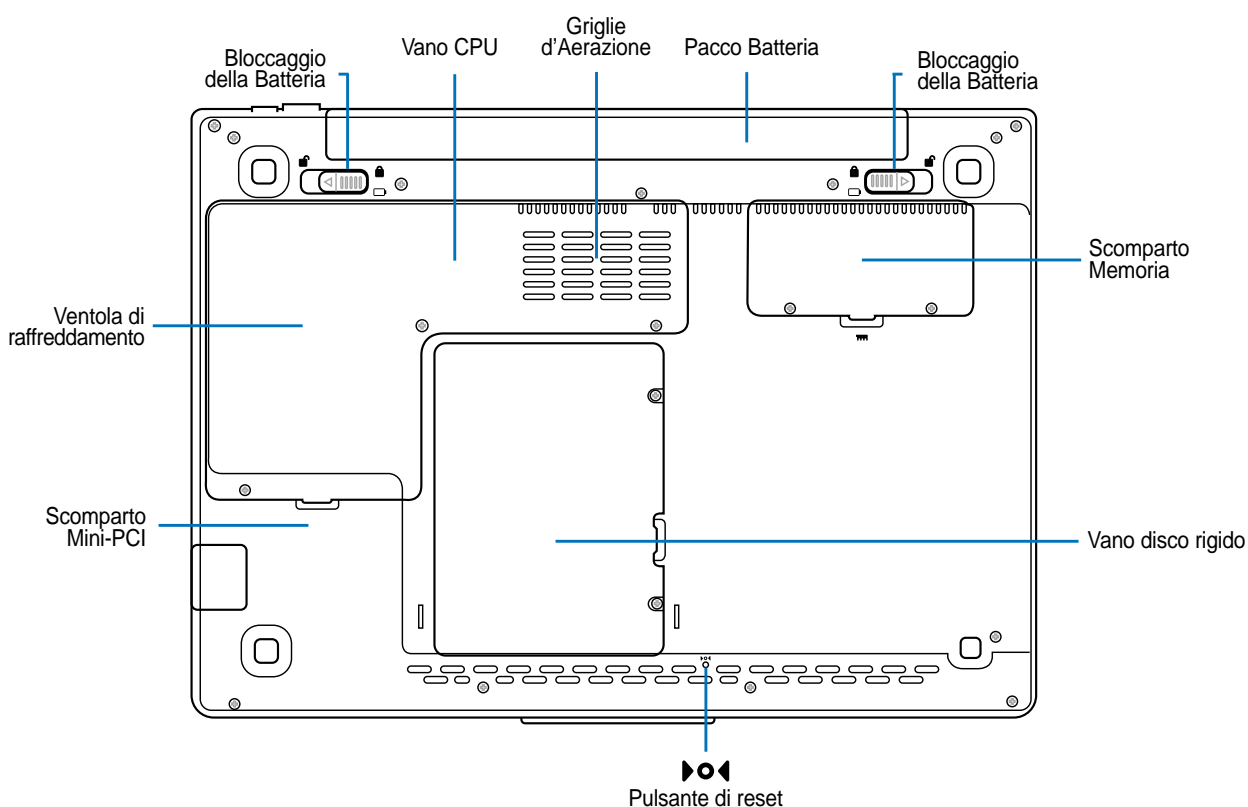 Bloccaggio
della Batteria
Vano CPU
Griglie
d'Aerazione
Pacco Batteria
Bloccaggio
della Batteria
Scomparto
Memoria
Ventola di
raffreddamento
Scomparto
Mini-PCI
Vano disco rigido
Pulsante di reset